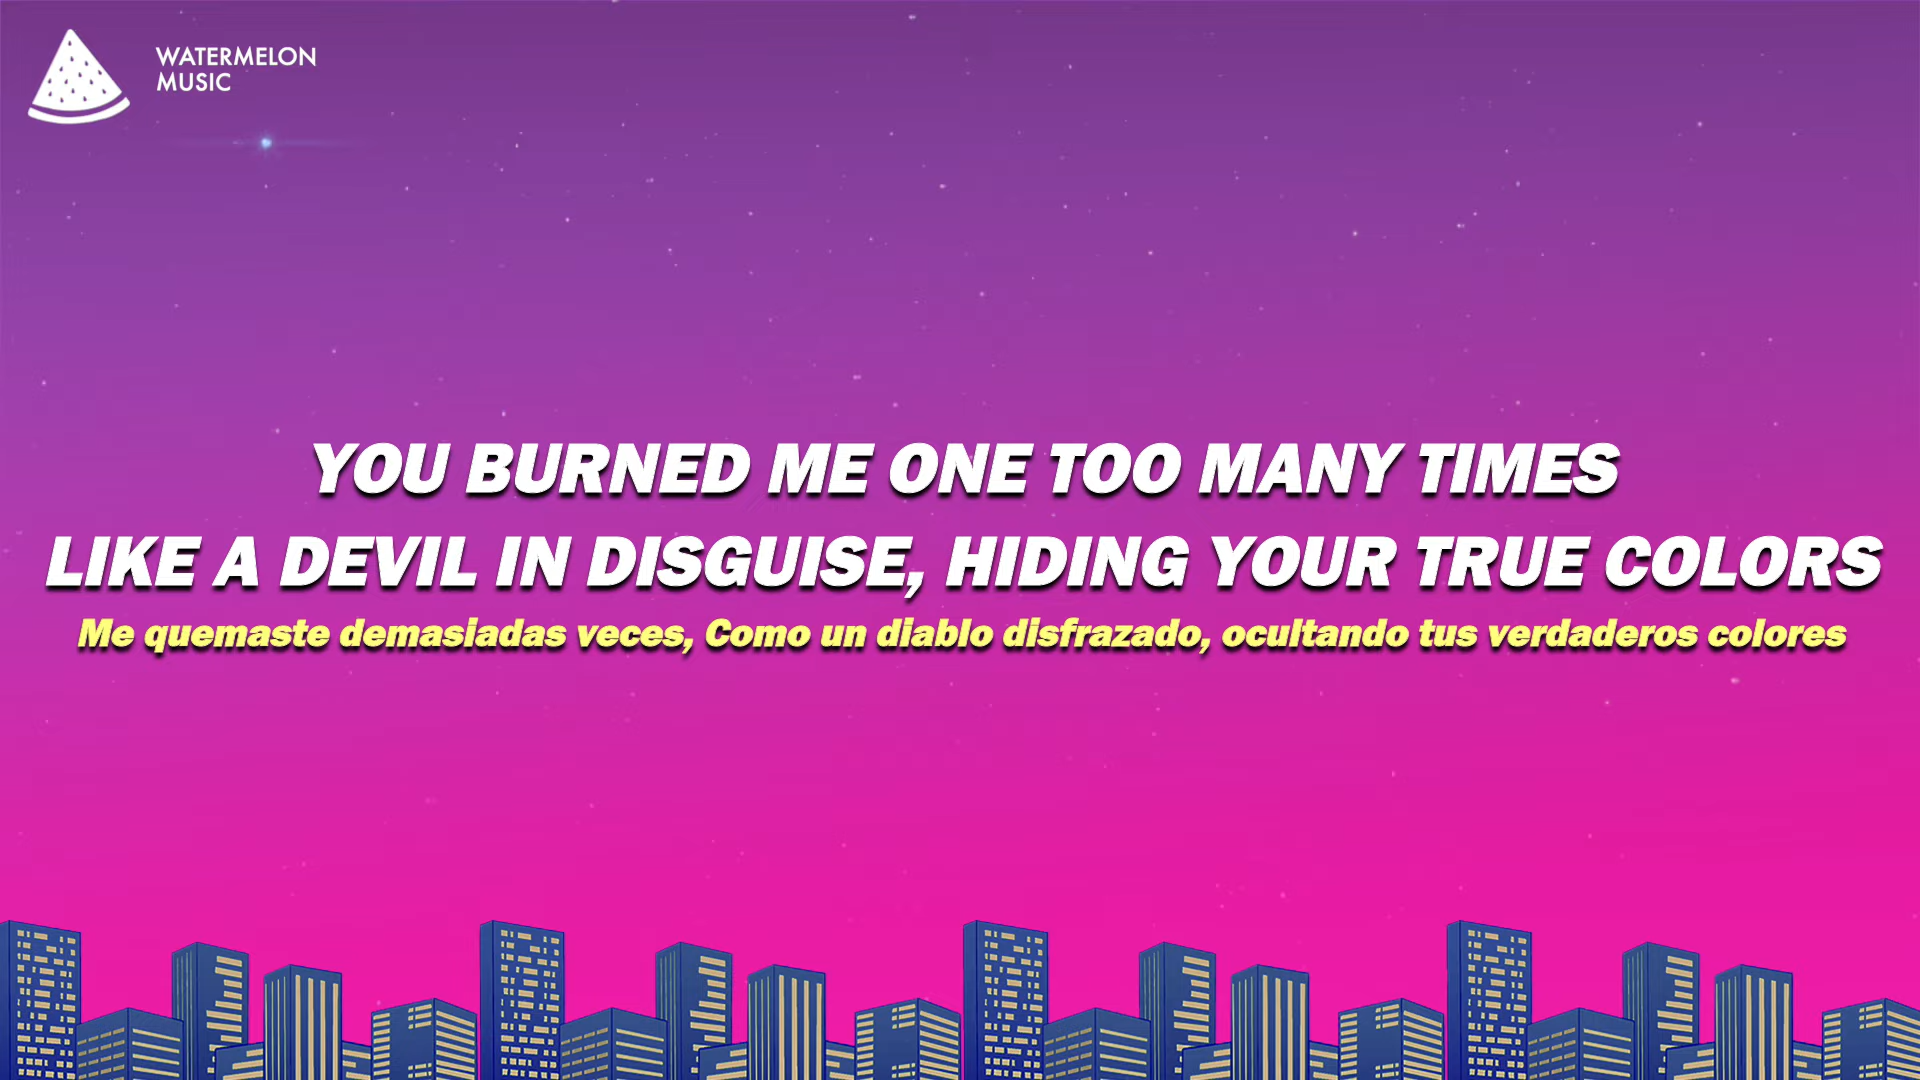 WATERMELON
MUSIC
YOU BURNED ME ONE TOO MANY TIMES
LIKE A DEVIL IN DISGUISE, HIDING YOUR TRUE COLORS
Me quemaste demasiadas veces, Como un diablo disfrazado, ocultando tus verdaderos colores